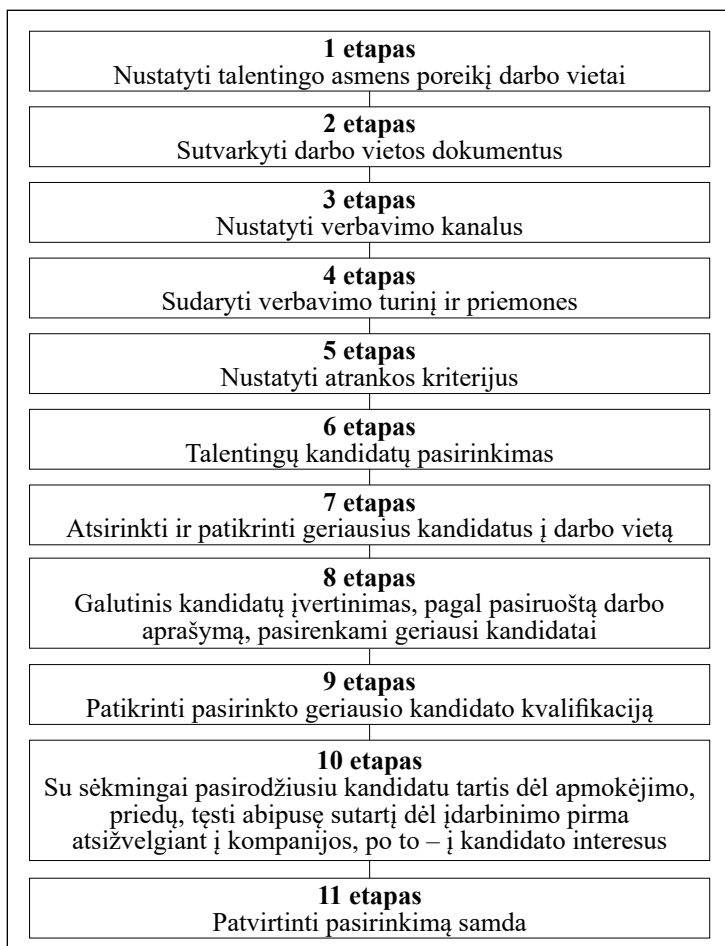 1 etapas
Nustatyti talentingo asmens poreikį darbo vietai
2 etapas
Sutvarkyti darbo vietos dokumentus
3 etapas
Nustatyti verbavimo kanalus
4 etapas
Sudaryti verbavimo turinį ir priemones
5 etapas
Nustatyti atrankos kriterijus
6 etapas
Talentingų kandidatų pasirinkimas
7 etapas
Atsirinkti ir patikrinti geriausius kandidatus į darbo vietą
8 etapas
Galutinis kandidatų įvertinimas, pagal pasiruoštą darbo
aprašymą, pasirenkami geriausi kandidatai
9 etapas
Patikrinti pasirinkto geriausio kandidato kvalifikaciją
10 etapas
Su sėkmingai pasirodžiusiu kandidatu tartis dėl apmokėjimo,
priedų, tęsti abipusę sutartį dėl įdarbinimo pirma
atsižvelgiant į kompanijos, po to – į kandidato interesus
11 etapas
Patvirtinti pasirinkimą samda